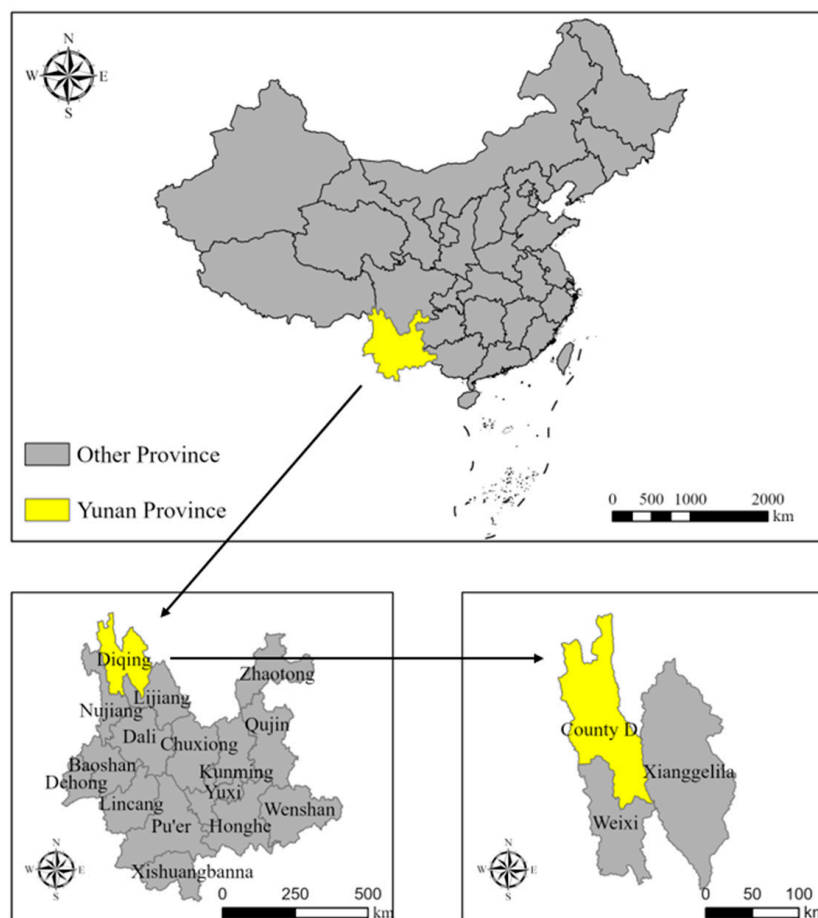 N
W E
S
Other Province
Yunan Province
0 500 1000 2000
km
N
W E
S
Diqing
Zhaotong
Lijiang
Nujiang
Qujin
Dali
Chuxiong
Baoshan
Kunming
Dehong
Yuxi
Lincang
Wenshan
Pu'er
Honghe
Xishuangbanna
0 250 500
km
N
W E
S
County D
Xianggelila
Weixi
0 50 100
km